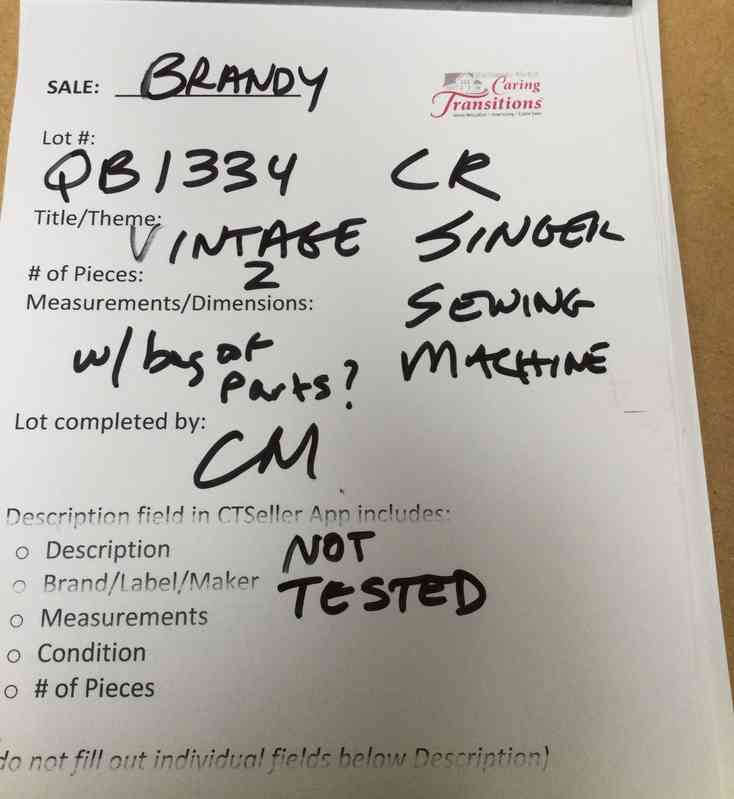 SALE: BRANDY
Caring
Transitions
Lot #:
QB1334 CR
Title/Theme: VINTAGE SINGER
# of Pieces: 2
Measurements/Dimensions: SEWING
w/ bag of MACHINE
Parts?
Lot completed by:
CM
Description field in CTSeller App includes:
o Description NOT
o Brand/Label/Maker TESTED
o Measurements
o Condition
o # of Pieces
do not fill out individual fields below Description)